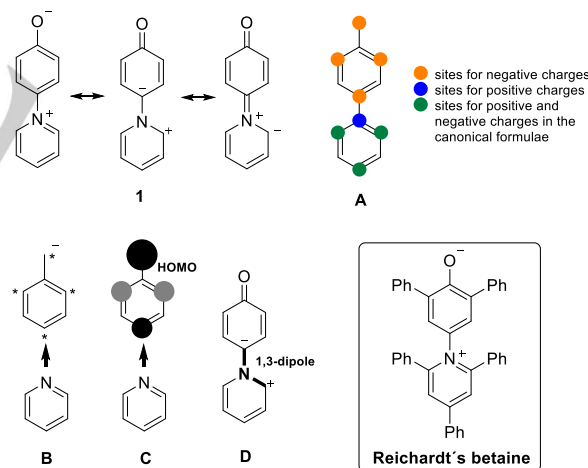 O⁻
O
O
−
N⁺
+
N
N⁺
−
1
A
sites for negative charges
sites for positive charges
sites for positive and
negative charges in the
canonical formulae
−
*
* *
*
N
B
HOMO
N
C
O
−
1,3-dipole
N
+
D
O⁻
Ph Ph
Ph N⁺ Ph
Ph
Reichardt´s betaine